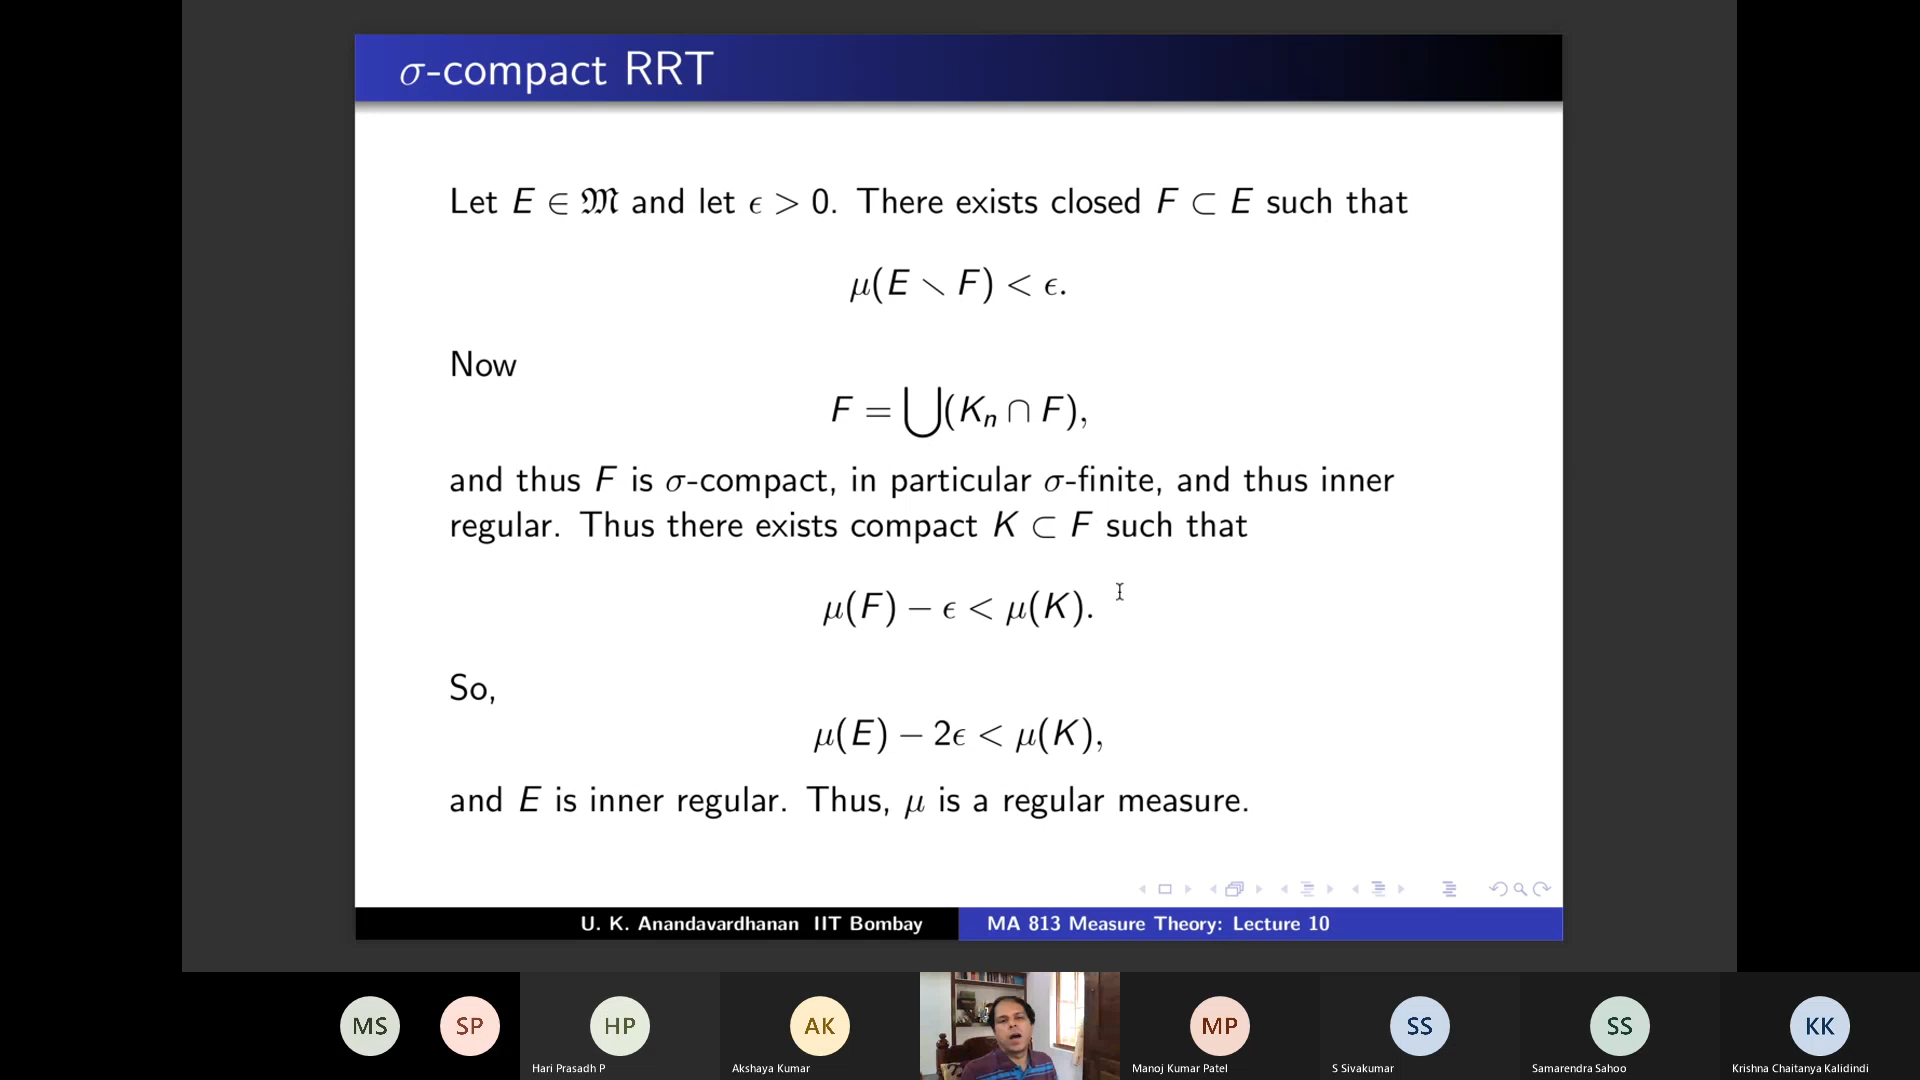 σ-compact RRT
Let E ∈ 𝔐 and let ϵ > 0. There exists closed F ⊂ E such that
μ(E ∖ F) < ϵ.
Now
F = ⋃(Kₙ ∩ F),
and thus F is σ-compact, in particular σ-finite, and thus inner
regular. Thus there exists compact K ⊂ F such that
μ(F) − ϵ < μ(K).
So,
μ(E) − 2ϵ < μ(K),
and E is inner regular. Thus, μ is a regular measure.
U. K. Anandavardhanan IIT Bombay
MA 813 Measure Theory: Lecture 10
MS
SP
HP
AK
MP
SS
SS
KK
Hari Prasadh P
Akshaya Kumar
Manoj Kumar Patel
S Sivakumar
Samarendra Sahoo
Krishna Chaitanya Kalidindi